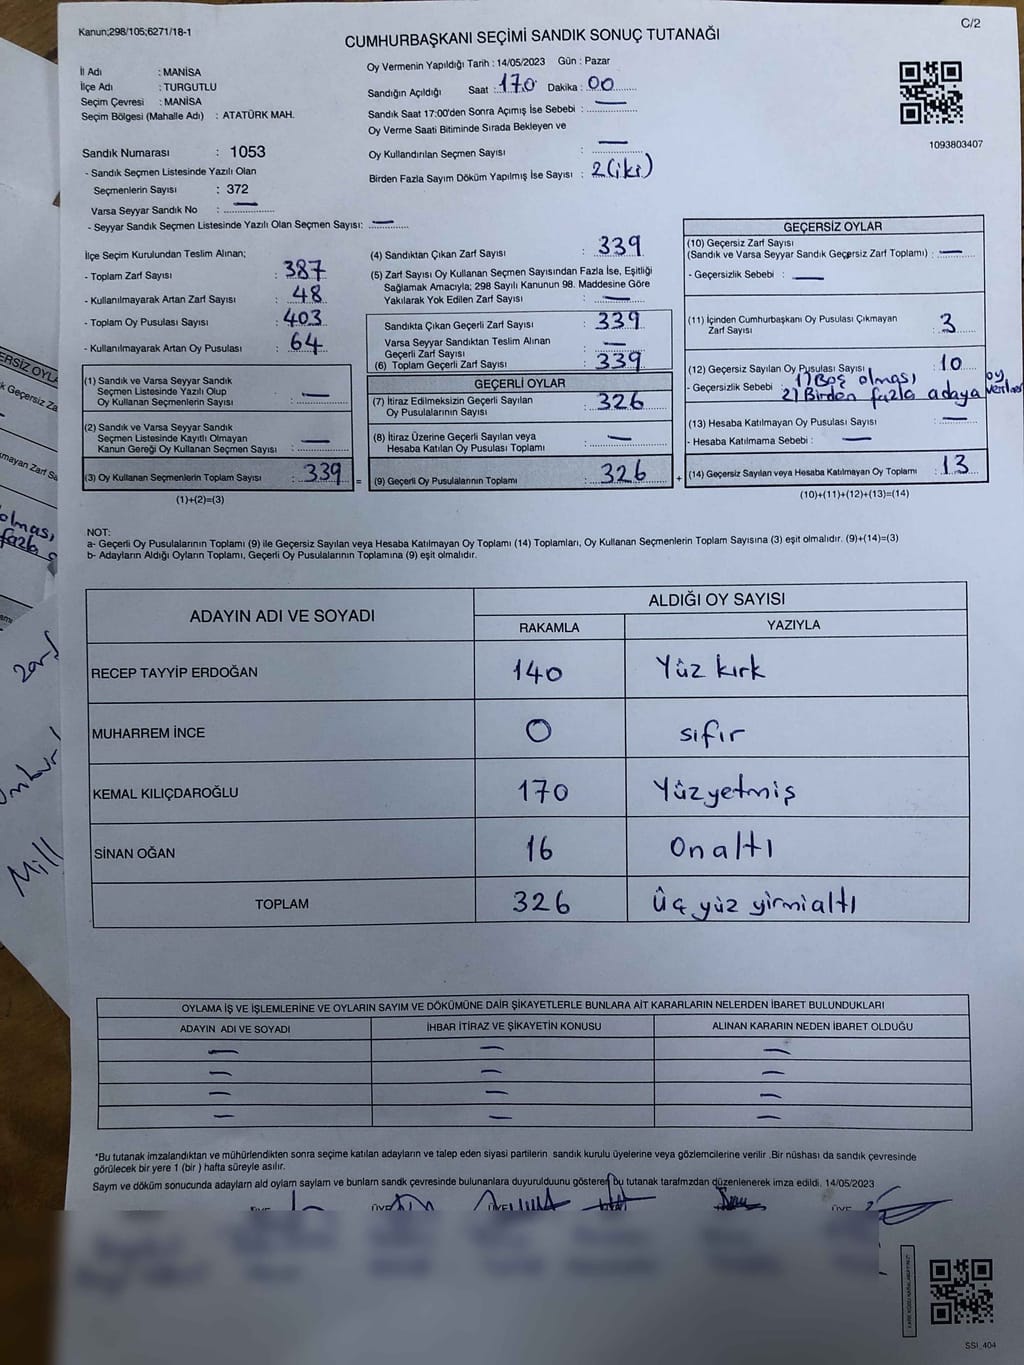 Kanun;298/105;6271/18-1
C/2
CUMHURBAŞKANI SEÇİMİ SANDIK SONUÇ TUTANAĞI
İl Adı : MANİSA
İlçe Adı : TURGUTLU
Seçim Çevresi : MANİSA
Seçim Bölgesi (Mahalle Adı) : ATATÜRK MAH.
Oy Vermenin Yapıldığı Tarih : 14/05/2023 Gün : Pazar
Sandığın Açıldığı Saat : 170 Dakika : 00
Sandık Saat 17:00'den Sonra Açımış İse Sebebi : —
Oy Verme Saati Bitiminde Sırada Bekleyen ve
Oy Kullandırılan Seçmen Sayısı : —
Birden Fazla Sayım Döküm Yapılmış İse Sayısı : 2(iki)
1093803407
Sandık Numarası : 1053
- Sandık Seçmen Listesinde Yazılı Olan
Seçmenlerin Sayısı : 372
Varsa Seyyar Sandık No : —
- Seyyar Sandık Seçmen Listesinde Yazılı Olan Seçmen Sayısı: —
İlçe Seçim Kurulundan Teslim Alınan;
- Toplam Zarf Sayısı : 387
- Kullanılmayarak Artan Zarf Sayısı : 48
- Toplam Oy Pusulası Sayısı : 403
- Kullanılmayarak Artan Oy Pusulası : 64
(1) Sandık ve Varsa Seyyar Sandık
Seçmen Listesinde Yazılı Olup
Oy Kullanan Seçmenlerin Sayısı : —
(2) Sandık ve Varsa Seyyar Sandık
Seçmen Listesinde Kayıtlı Olmayan
Kanun Gereği Oy Kullanan Seçmen Sayısı : —
(3) Oy Kullanan Seçmenlerin Toplam Sayısı : 339 =
(1)+(2)=(3)
(4) Sandıktan Çıkan Zarf Sayısı : 339
(5) Zarf Sayısı Oy Kullanan Seçmen Sayısından Fazla İse, Eşitliği
Sağlamak Amacıyla; 298 Sayılı Kanunun 98. Maddesine Göre
Yakılarak Yok Edilen Zarf Sayısı : —
Sandıkta Çıkan Geçerli Zarf Sayısı : 339
Varsa Seyyar Sandıktan Teslim Alınan
Geçerli Zarf Sayısı : —
(6) Toplam Geçerli Zarf Sayısı : 339
GEÇERLİ OYLAR
(7) İtiraz Edilmeksizin Geçerli Sayılan
Oy Pusulalarının Sayısı : 326
(8) İtiraz Üzerine Geçerli Sayılan veya
Hesaba Katılan Oy Pusulası Toplamı : —
(9) Geçerli Oy Pusulalarının Toplamı : 326 +
GEÇERSİZ OYLAR
(10) Geçersiz Zarf Sayısı
(Sandık ve Varsa Seyyar Sandık Geçersiz Zarf Toplamı) : —
- Geçersizlik Sebebi : —
(11) İçinden Cumhurbaşkanı Oy Pusulası Çıkmayan
Zarf Sayısı : 3
(12) Geçersiz Sayılan Oy Pusulası Sayısı : 10
- Geçersizlik Sebebi : 1) Boş olması
2) Birden fazla adaya oy verilmesi
(13) Hesaba Katılmayan Oy Pusulası Sayısı : —
- Hesaba Katılmama Sebebi : —
(14) Geçersiz Sayılan veya Hesaba Katılmayan Oy Toplamı : 13
(10)+(11)+(12)+(13)=(14)
NOT:
a- Geçerli Oy Pusulalarının Toplamı (9) ile Geçersiz Sayılan veya Hesaba Katılmayan Oy Toplamı (14) Toplamları, Oy Kullanan Seçmenlerin Toplam Sayısına (3) eşit olmalıdır. (9)+(14)=(3)
b- Adayların Aldığı Oyların Toplamı, Geçerli Oy Pusulalarının Toplamına (9) eşit olmalıdır.
ADAYIN ADI VE SOYADI
ALDIĞI OY SAYISI
RAKAMLA YAZIYLA
RECEP TAYYİP ERDOĞAN 140 Yüz kırk
MUHARREM İNCE 0 sıfır
KEMAL KILIÇDAROĞLU 170 Yüzyetmiş
SİNAN OĞAN 16 Onaltı
TOPLAM 326 Üç yüz yirmialtı
OYLAMA İŞ VE İŞLEMLERİNE VE OYLARIN SAYIM VE DÖKÜMÜNE DAİR ŞİKAYETLERLE BUNLARA AİT KARARLARIN NELERDEN İBARET BULUNDUKLARI
ADAYIN ADI VE SOYADI İHBAR İTİRAZ VE ŞİKAYETİN KONUSU ALINAN KARARIN NEDEN İBARET OLDUĞU
— — —
— — —
— — —
— — —
*Bu tutanak imzalandıktan ve mühürlendikten sonra seçime katılan adayların ve talep eden siyasi partilerin sandık kurulu üyelerine veya gözlemcilerine verilir .Bir nüshası da sandık çevresinde
görülecek bir yere 1 (bir ) hafta süreyle asılır.
Sayım ve döküm sonucunda adaylarn ald oylarn saylarn bunlarn sandk çevresinde bulunanlara duyurulduunu gösteren bu tutanak tarafmzdan düzenlenerek imza edildi. 14/05/2023
SSI_404